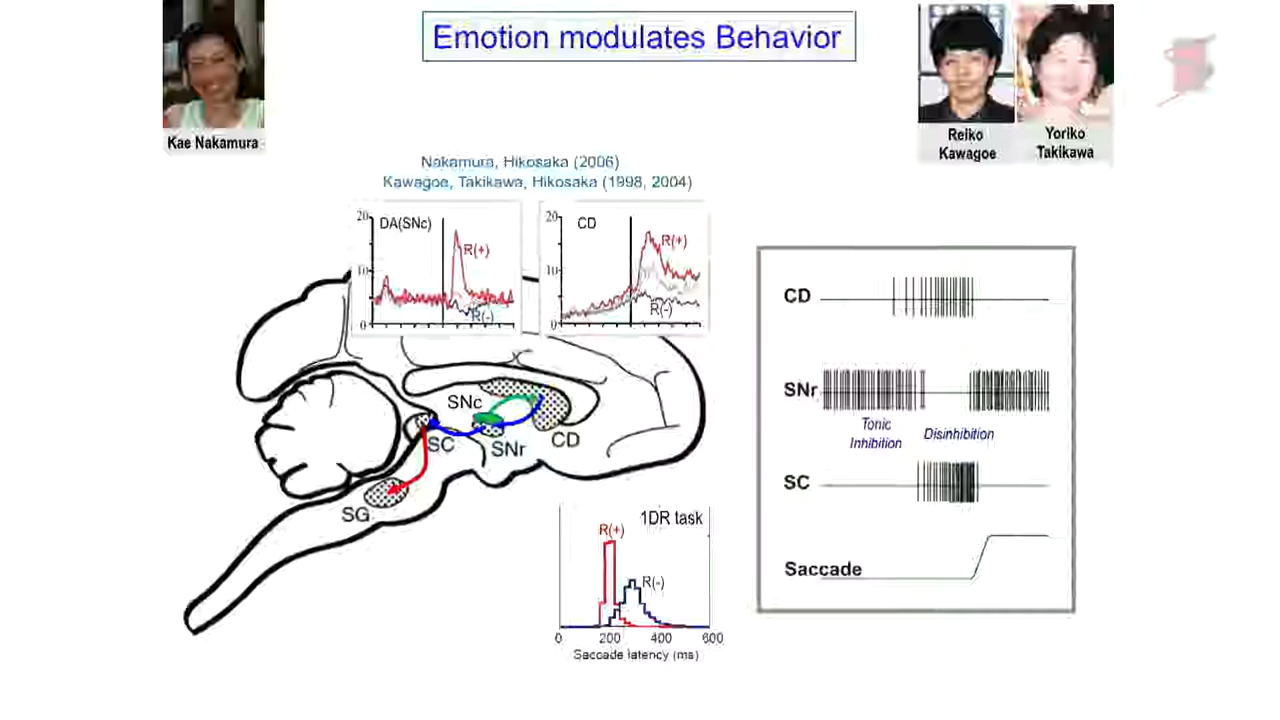 Emotion modulates Behavior
Kae Nakamura
Reiko
Kawagoe
Yoriko
Takikawa
Nakamura, Hikosaka (2006)
Kawagoe, Takikawa, Hikosaka (1998, 2004)
20
DA(SNc)
R(+)
10
R(-)
0
20
CD
R(+)
10
R(-)
0
SNc
SC
SNr
CD
SG
1DR task
R(+)
R(-)
0 200 400 600
Saccade latency (ms)
CD
SNr
Tonic
Inhibition
Disinhibition
SC
Saccade